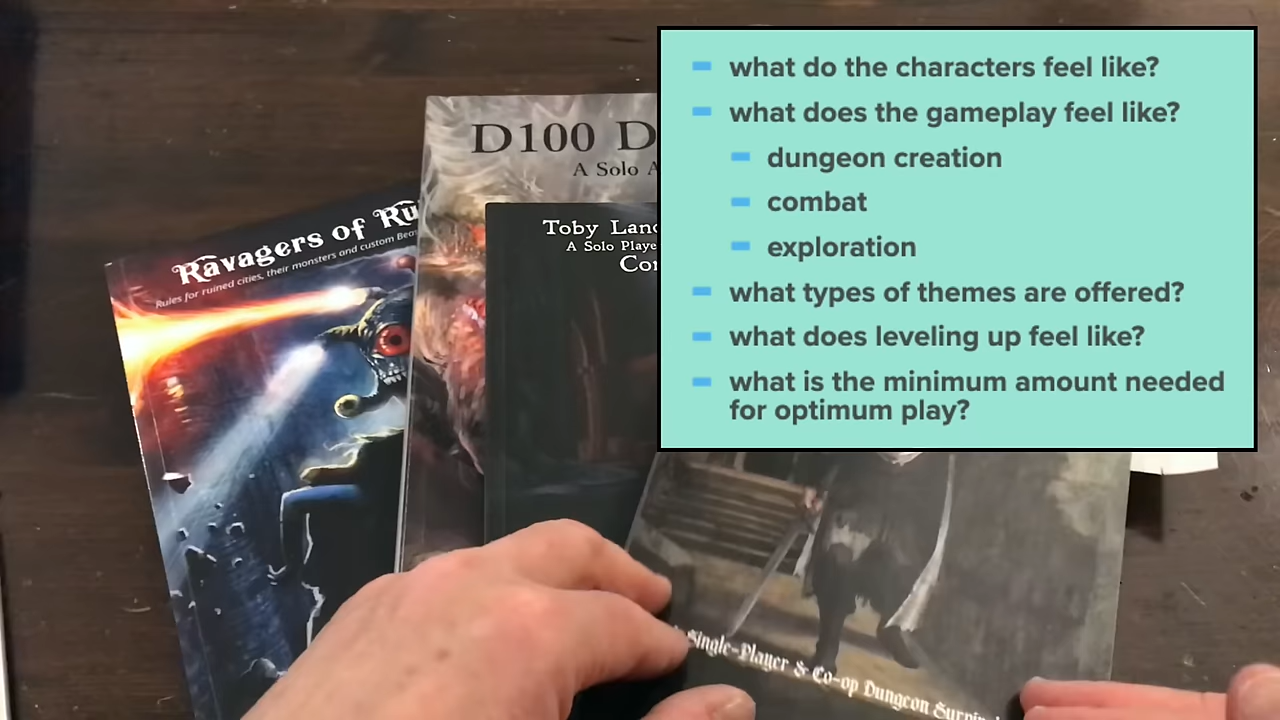 D100 D
A Solo A
Ravagers of Ru
Rules for ruined cities, their monsters and custom Bea
Toby Lanc
A Solo Playe
Cor
Single-Player & Co-op Dungeon
- what do the characters feel like?
- what does the gameplay feel like?
- dungeon creation
- combat
- exploration
- what types of themes are offered?
- what does leveling up feel like?
- what is the minimum amount needed
for optimum play?